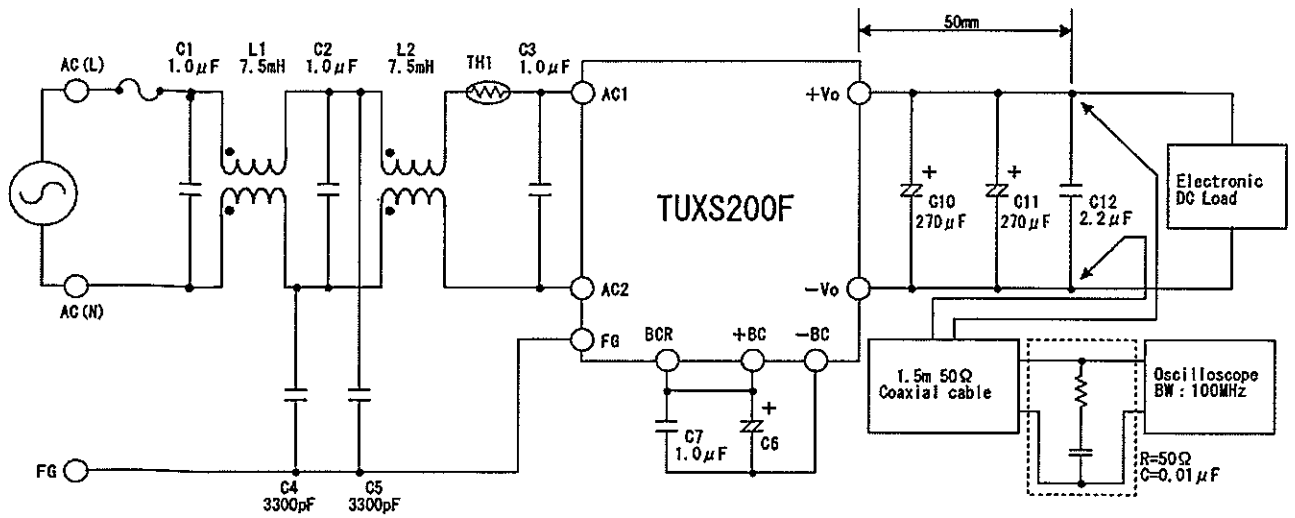 50mm
C1
1.0μF
L1
7.5mH
C2
1.0μF
L2
7.5mH
TH1
C3
1.0μF
AC(L)
AC1
+Vo
TUXS200F
+
C10
270μF
+
C11
270μF
C12
2.2μF
Electronic
DC Load
AC(N)
AC2
-Vo
FG
BCR
+BC
-BC
C7
1.0μF
+
C6
1.5m 50Ω
Coaxial cable
Oscilloscope
BW : 100MHz
R=50Ω
C=0.01μF
FG
C4
3300pF
C5
3300pF